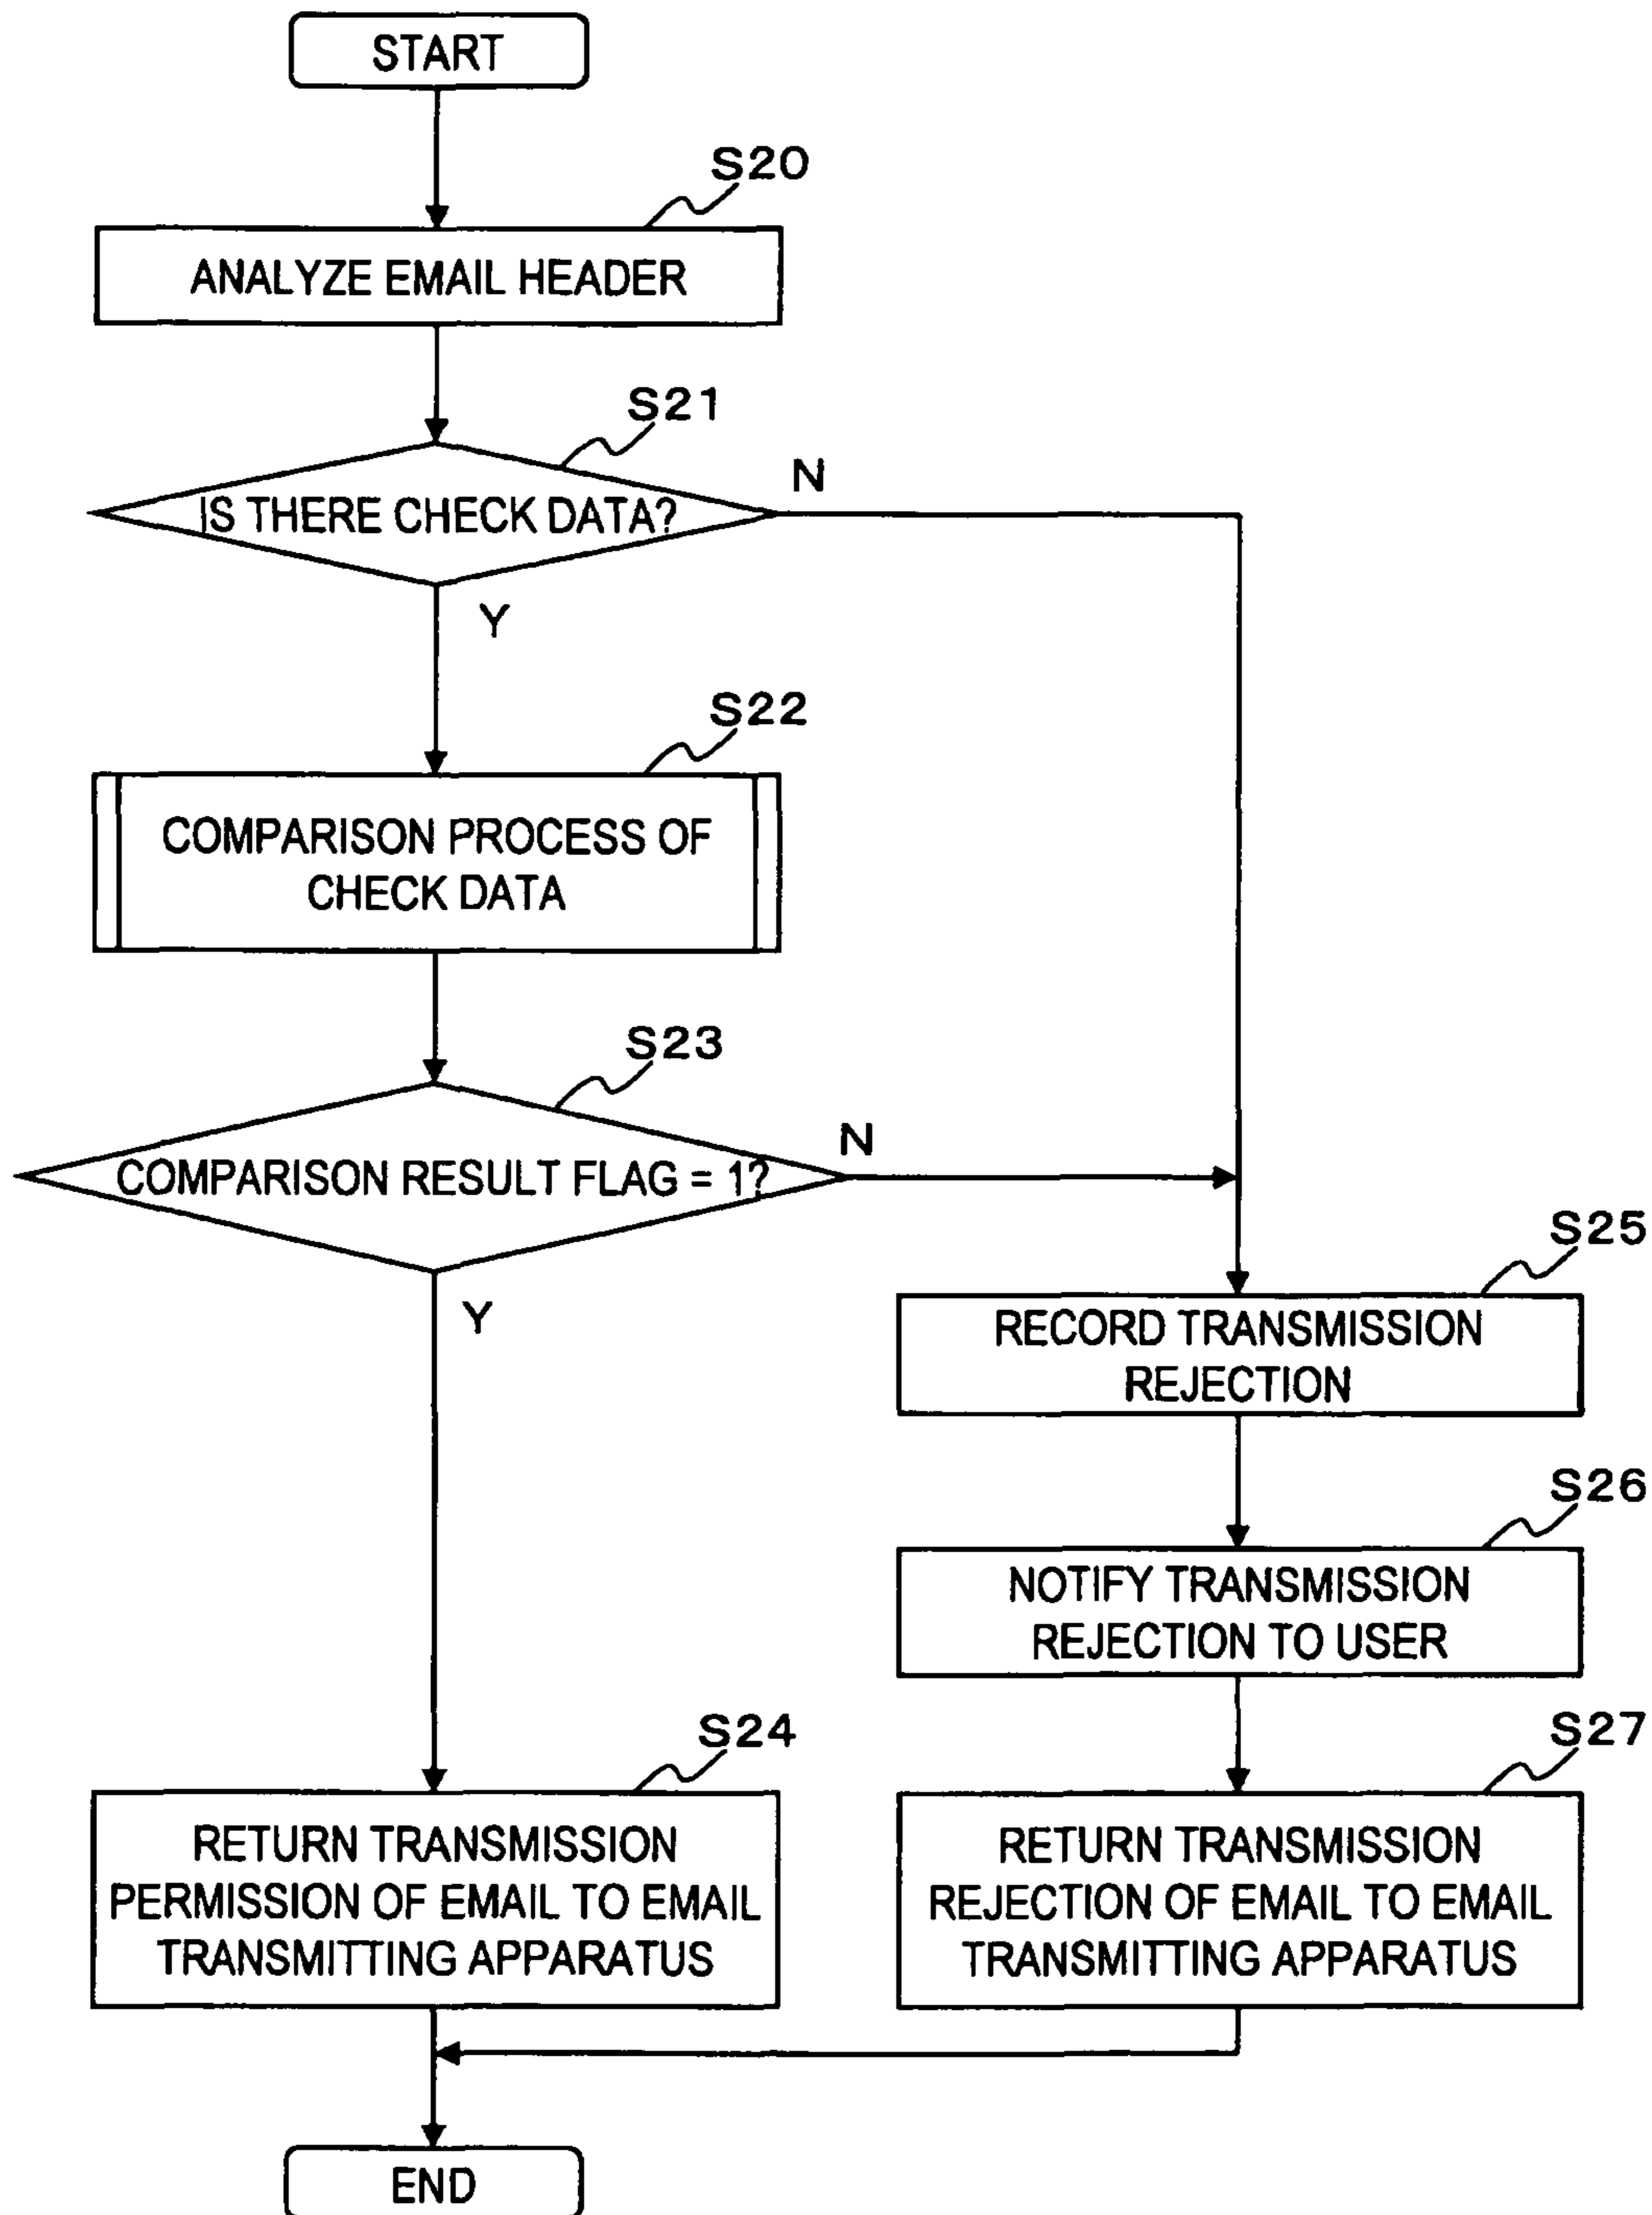 START
S20
ANALYZE EMAIL HEADER
S21
IS THERE CHECK DATA?
N
Y
S22
COMPARISON PROCESS OF
CHECK DATA
S23
COMPARISON RESULT FLAG = 1?
N
Y
S25
RECORD TRANSMISSION
REJECTION
S26
NOTIFY TRANSMISSION
REJECTION TO USER
S24
RETURN TRANSMISSION
PERMISSION OF EMAIL TO EMAIL
TRANSMITTING APPARATUS
S27
RETURN TRANSMISSION
REJECTION OF EMAIL TO EMAIL
TRANSMITTING APPARATUS
END